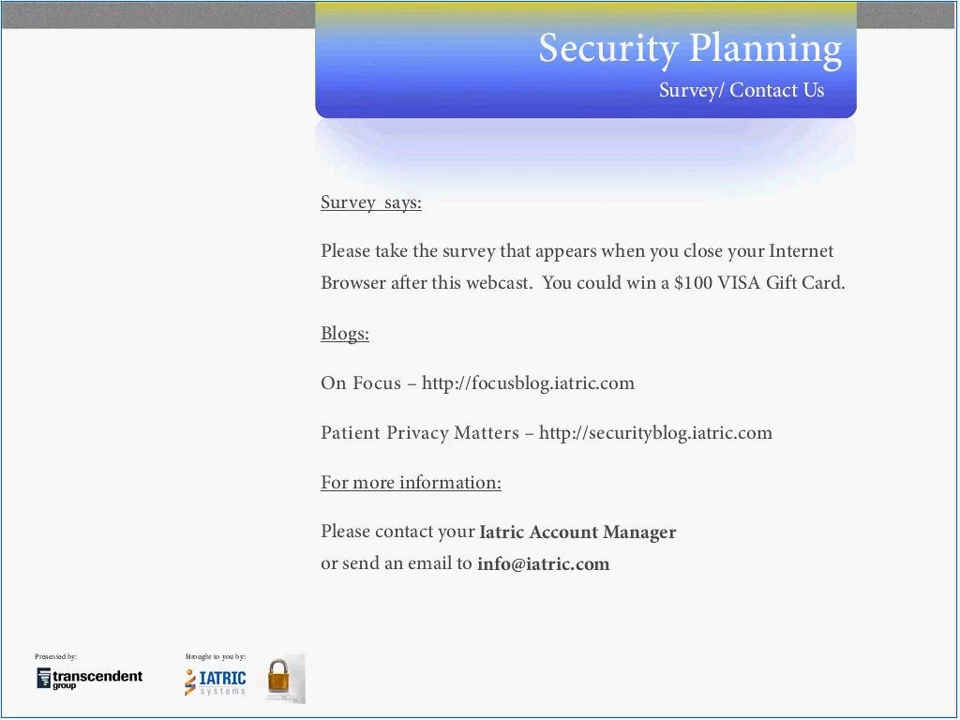 Security Planning
Survey/ Contact Us
Survey says:
Please take the survey that appears when you close your Internet
Browser after this webcast. You could win a $100 VISA Gift Card.
Blogs:
On Focus – http://focusblog.iatric.com
Patient Privacy Matters – http://securityblog.iatric.com
For more information:
Please contact your Iatric Account Manager
or send an email to info@iatric.com
Presented by:
Brought to you by:
transcendent
group
IATRIC
systems